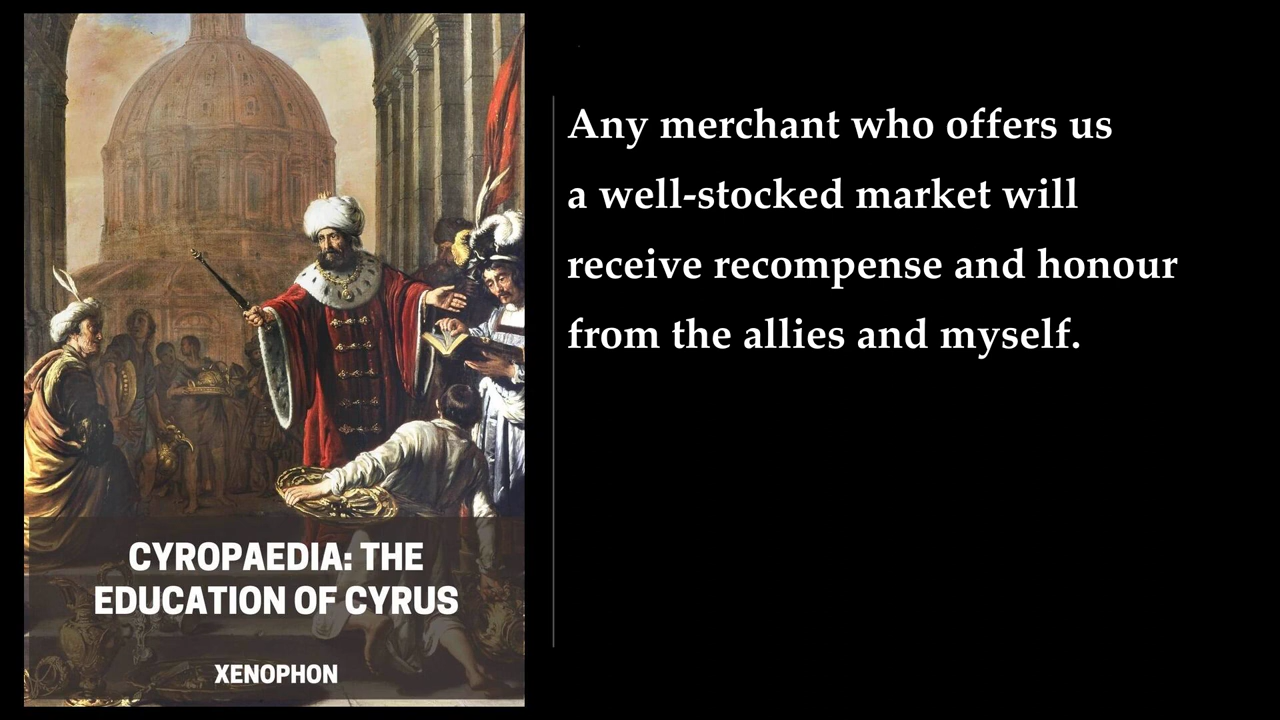 CYROPAEDIA: THE
EDUCATION OF CYRUS
XENOPHON
Any merchant who offers us
a well-stocked market will
receive recompense and honour
from the allies and myself.